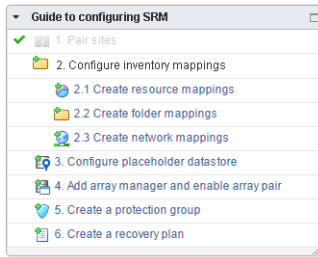 Guide to configuring SRM
1. Pair sites
2. Configure inventory mappings
2.1 Create resource mappings
2.2 Create folder mappings
2.3 Create network mappings
3. Configure placeholder datastore
4. Add array manager and enable array pair
5. Create a protection group
6. Create a recovery plan